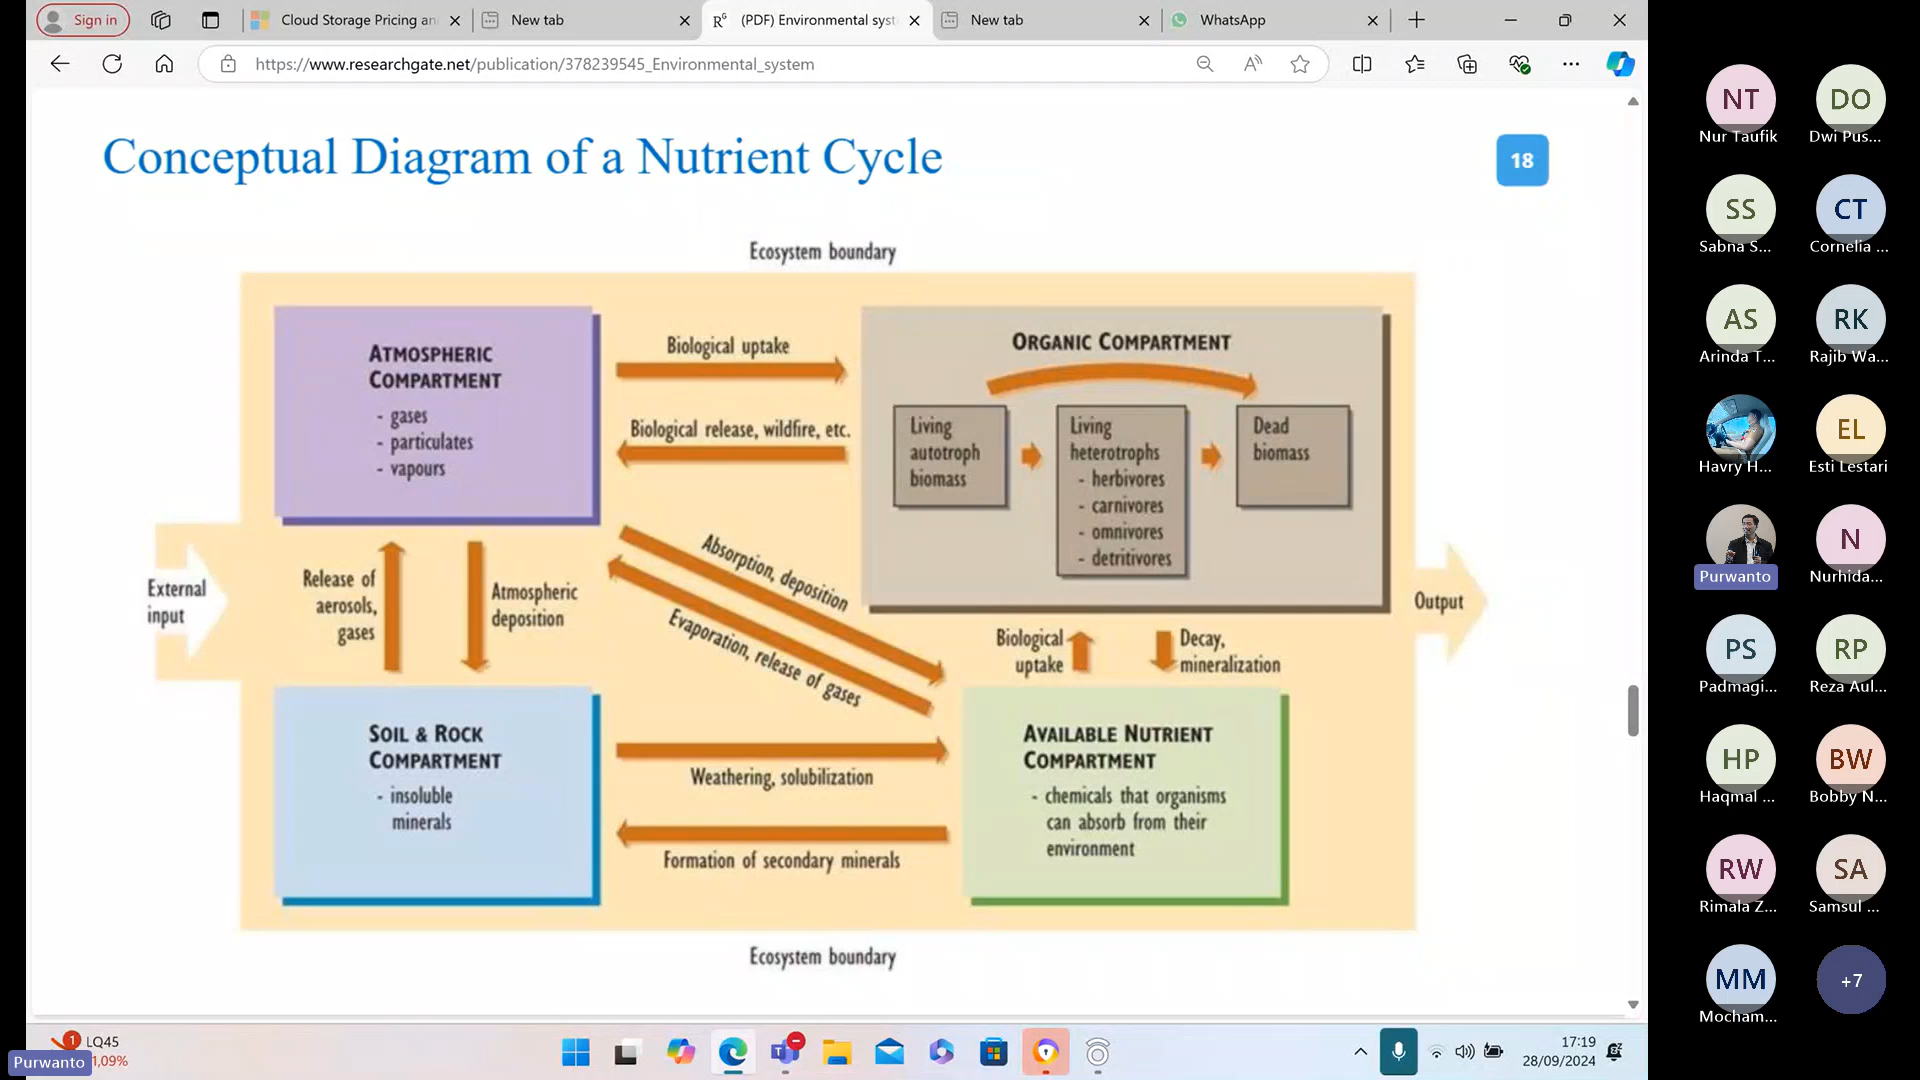 Sign in
Cloud Storage Pricing an
New tab
(PDF) Environmental syst
New tab
WhatsApp
https://www.researchgate.net/publication/378239545_Environmental_system
Conceptual Diagram of a Nutrient Cycle
18
Ecosystem boundary
ATMOSPHERIC
COMPARTMENT
- gases
- particulates
- vapours
Biological uptake
Biological release, wildfire, etc.
ORGANIC COMPARTMENT
Living
autotroph
biomass
Living
heterotrophs
- herbivores
- carnivores
- omnivores
- detritivores
Dead
biomass
External
input
Release of
aerosols,
gases
Atmospheric
deposition
Absorption, deposition
Evaporation, release of gases
Biological
uptake
Decay,
mineralization
Output
SOIL & ROCK
COMPARTMENT
- insoluble
minerals
Weathering, solubilization
Formation of secondary minerals
AVAILABLE NUTRIENT
COMPARTMENT
- chemicals that organisms
can absorb from their
environment
Ecosystem boundary
NT
Nur Taufik
DO
Dwi Pus...
SS
Sabna S...
CT
Cornelia ...
AS
Arinda T...
RK
Rajib Wa...
Havry H...
EL
Esti Lestari
Purwanto
N
Nurhida...
PS
Padmagi...
RP
Reza Aul...
HP
Haqmal ...
BW
Bobby N...
RW
Rimala Z...
SA
Samsul ...
MM
Mocham...
+7
1
LQ45
1,09%
Purwanto
17:19
28/09/2024